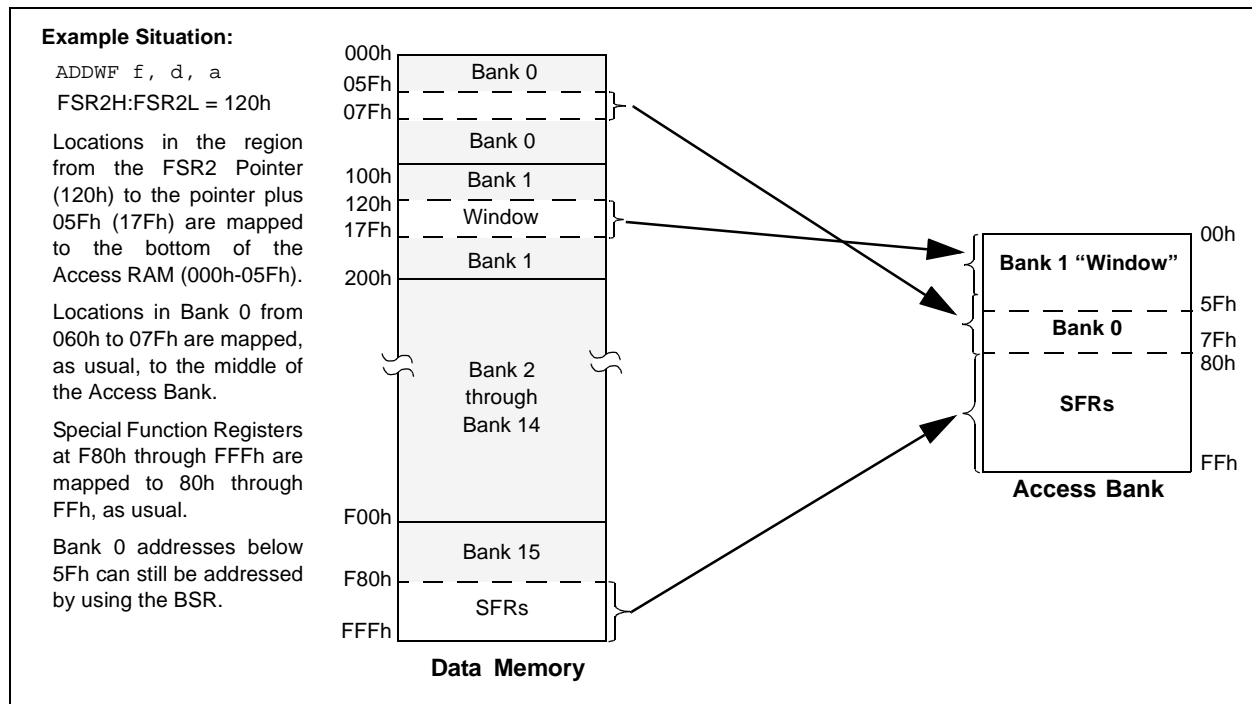 Example Situation:
ADDWF f, d, a
FSR2H:FSR2L = 120h
Locations in the region
from the FSR2 Pointer
(120h) to the pointer plus
05Fh (17Fh) are mapped
to the bottom of the
Access RAM (000h-05Fh).
Locations in Bank 0 from
060h to 07Fh are mapped,
as usual, to the middle of
the Access Bank.
Special Function Registers
at F80h through FFFh are
mapped to 80h through
FFh, as usual.
Bank 0 addresses below
5Fh can still be addressed
by using the BSR.
000h
Bank 0
05Fh
07Fh
Bank 0
100h
Bank 1
120h
Window
17Fh
Bank 1
200h
Bank 2
through
Bank 14
F00h
Bank 15
F80h
SFRs
FFFh
Data Memory
00h
Bank 1 “Window”
5Fh
Bank 0
7Fh
80h
SFRs
FFh
Access Bank